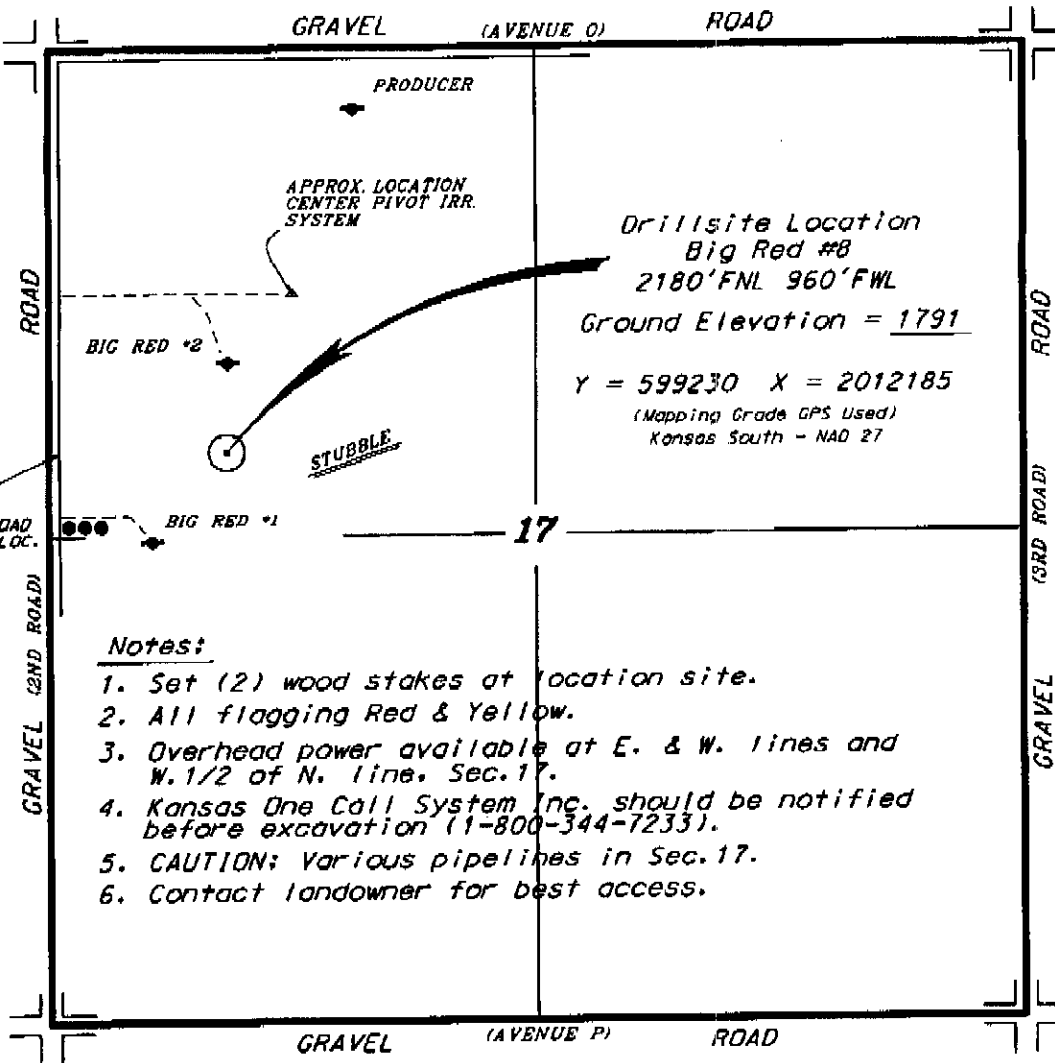 GRAVEL (AVENUE O) ROAD
PRODUCER
APPROX. LOCATION
CENTER PIVOT IRR.
SYSTEM
Drillsite Location
Big Red #8
2180'FNL 960'FWL
Ground Elevation = 1791
Y = 599230 X = 2012185
(Mapping Grade GPS Used)
Kansas South - NAD 27
BIG RED #2
STUBBLE
BIG RED #1
OAD
LOC.
17
GRAVEL (2ND ROAD) ROAD
ROAD (3RD ROAD) GRAVEL
Notes:
1. Set (2) wood stakes at location site.
2. All flagging Red & Yellow.
3. Overhead power available at E. & W. lines and
W.1/2 of N. line, Sec.17.
4. Kansas One Call System Inc. should be notified
before excavation (1-800-344-7233).
5. CAUTION: Various pipelines in Sec.17.
6. Contact landowner for best access.
GRAVEL (AVENUE P) ROAD